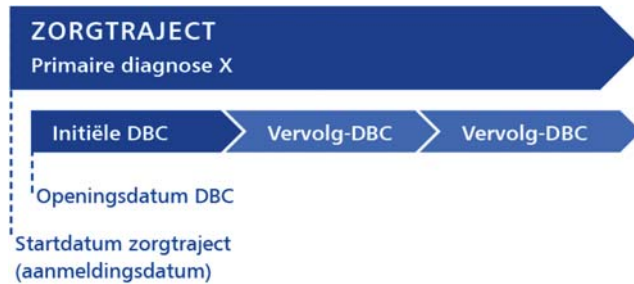 ZORGTRAJECT
Primaire diagnose X
Initiële DBC
Vervolg-DBC
Vervolg-DBC
Openingsdatum DBC
Startdatum zorgtraject
(aanmeldingsdatum)